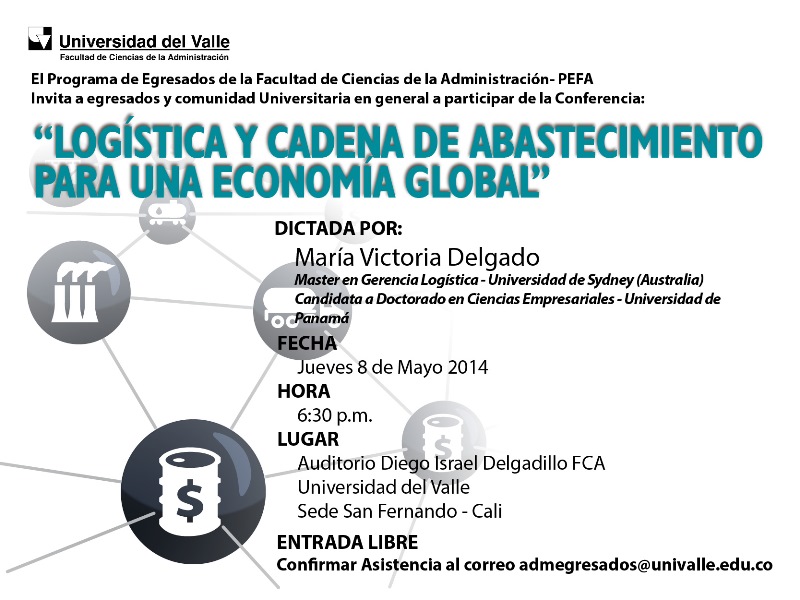 Universidad del Valle
Facultad de Ciencias de la Administración
El Programa de Egresados de la Facultad de Ciencias de la Administración- PEFA
Invita a egresados y comunidad Universitaria en general a participar de la Conferencia:
“LOGÍSTICA Y CADENA DE ABASTECIMIENTO
PARA UNA ECONOMÍA GLOBAL”
DICTADA POR:
María Victoria Delgado
Master en Gerencia Logística - Universidad de Sydney (Australia)
Candidata a Doctorado en Ciencias Empresariales - Universidad de
Panamá
FECHA
Jueves 8 de Mayo 2014
HORA
6:30 p.m.
LUGAR
$
Auditorio Diego Israel Delgadillo FCA
Universidad del Valle
$
Sede San Fernando - Cali
ENTRADA LIBRE
Confirmar Asistencia al correo admegresados@univalle.edu.co